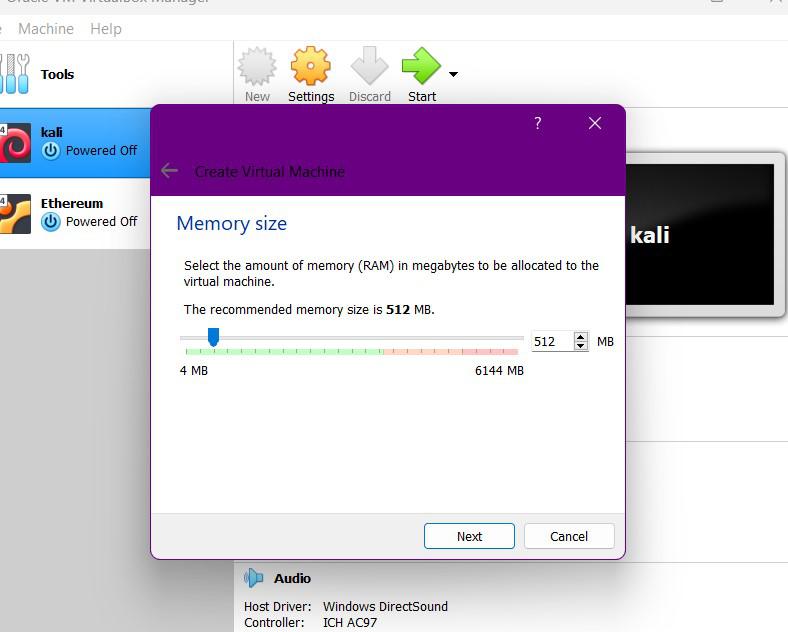 Oracle VM VirtualBox Manager
Machine Help
Tools
New Settings Discard Start
kali
Powered Off
Ethereum
Powered Off
?
Create Virtual Machine
Memory size
Select the amount of memory (RAM) in megabytes to be allocated to the
virtual machine.
The recommended memory size is 512 MB.
512 MB
4 MB 6144 MB
Next Cancel
kali
Audio
Host Driver: Windows DirectSound
Controller: ICH AC97